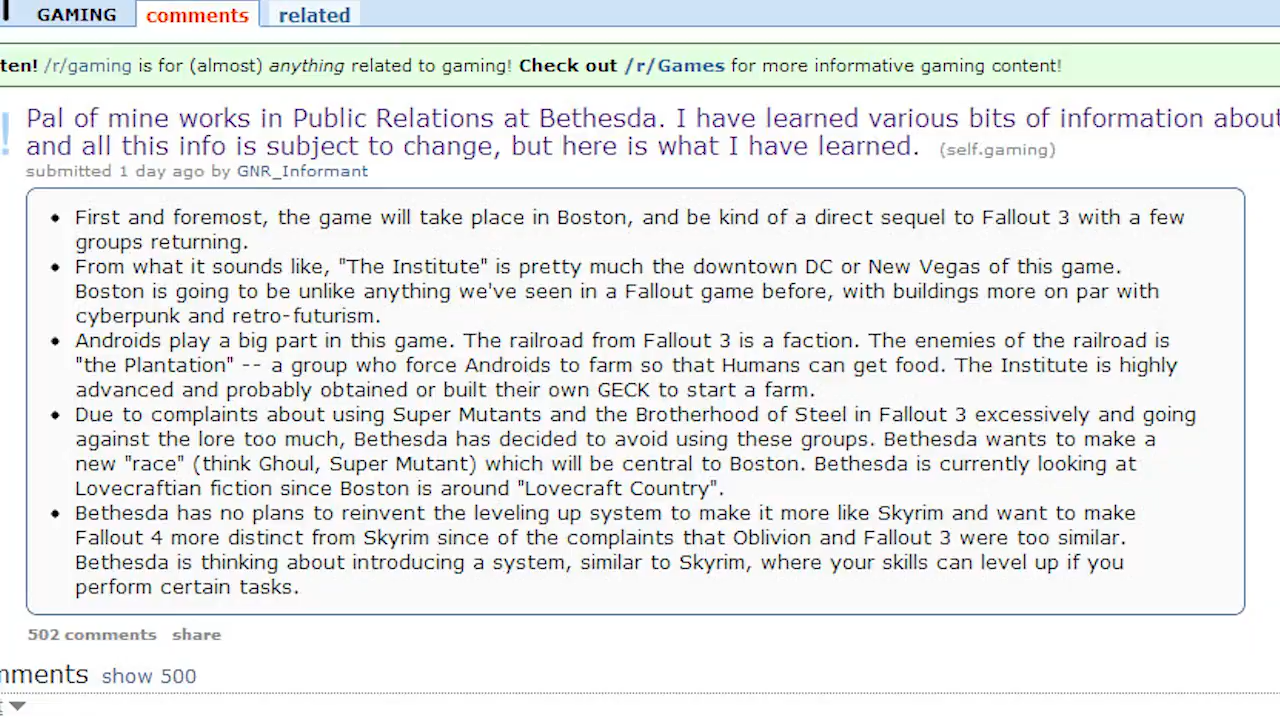 GAMING comments related
ten! /r/gaming is for (almost) anything related to gaming! Check out /r/Games for more informative gaming content!
Pal of mine works in Public Relations at Bethesda. I have learned various bits of information about
and all this info is subject to change, but here is what I have learned. (self.gaming)
submitted 1 day ago by GNR_Informant
• First and foremost, the game will take place in Boston, and be kind of a direct sequel to Fallout 3 with a few
groups returning.
• From what it sounds like, "The Institute" is pretty much the downtown DC or New Vegas of this game.
Boston is going to be unlike anything we've seen in a Fallout game before, with buildings more on par with
cyberpunk and retro-futurism.
• Androids play a big part in this game. The railroad from Fallout 3 is a faction. The enemies of the railroad is
"the Plantation" -- a group who force Androids to farm so that Humans can get food. The Institute is highly
advanced and probably obtained or built their own GECK to start a farm.
• Due to complaints about using Super Mutants and the Brotherhood of Steel in Fallout 3 excessively and going
against the lore too much, Bethesda has decided to avoid using these groups. Bethesda wants to make a
new "race" (think Ghoul, Super Mutant) which will be central to Boston. Bethesda is currently looking at
Lovecraftian fiction since Boston is around "Lovecraft Country".
• Bethesda has no plans to reinvent the leveling up system to make it more like Skyrim and want to make
Fallout 4 more distinct from Skyrim since of the complaints that Oblivion and Fallout 3 were too similar.
Bethesda is thinking about introducing a system, similar to Skyrim, where your skills can level up if you
perform certain tasks.
502 comments share
mments show 500